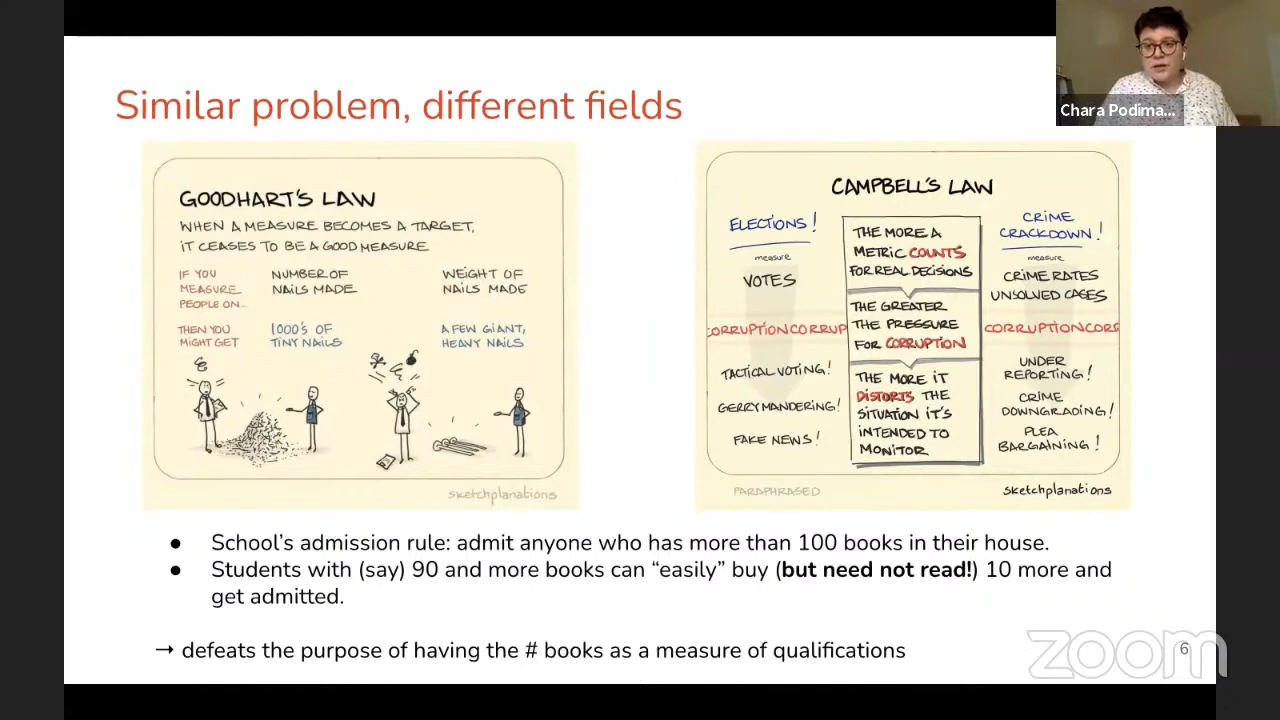 Similar problem, different fields
Chara Podima...
GOODHART'S LAW
WHEN A MEASURE BECOMES A TARGET,
IT CEASES TO BE A GOOD MEASURE
IF YOU
MEASURE
PEOPLE ON...
NUMBER OF
NAILS MADE
WEIGHT OF
NAILS MADE
THEN YOU
MIGHT GET
1000'S OF
TINY NAILS
A FEW GIANT,
HEAVY NAILS
sketchplanations
CAMPBELL'S LAW
ELECTIONS!
measure
VOTES
CORRUPTIONCORRUP
TACTICAL VOTING!
GERRYMANDERING!
FAKE NEWS!
THE MORE A
METRIC COUNTS
FOR REAL DECISIONS
THE GREATER
THE PRESSURE
FOR CORRUPTION
THE MORE IT
DISTORTS THE
SITUATION IT'S
INTENDED TO
MONITOR
CRIME
CRACKDOWN!
measure
CRIME RATES
UNSOLVED CASES
CORRUPTIONCORR
UNDER
REPORTING!
CRIME
DOWNGRADING!
PLEA
BARGAINING!
PARAPHRASED
sketchplanations
● School's admission rule: admit anyone who has more than 100 books in their house.
● Students with (say) 90 and more books can “easily” buy (but need not read!) 10 more and
get admitted.
→ defeats the purpose of having the # books as a measure of qualifications
zoom
6